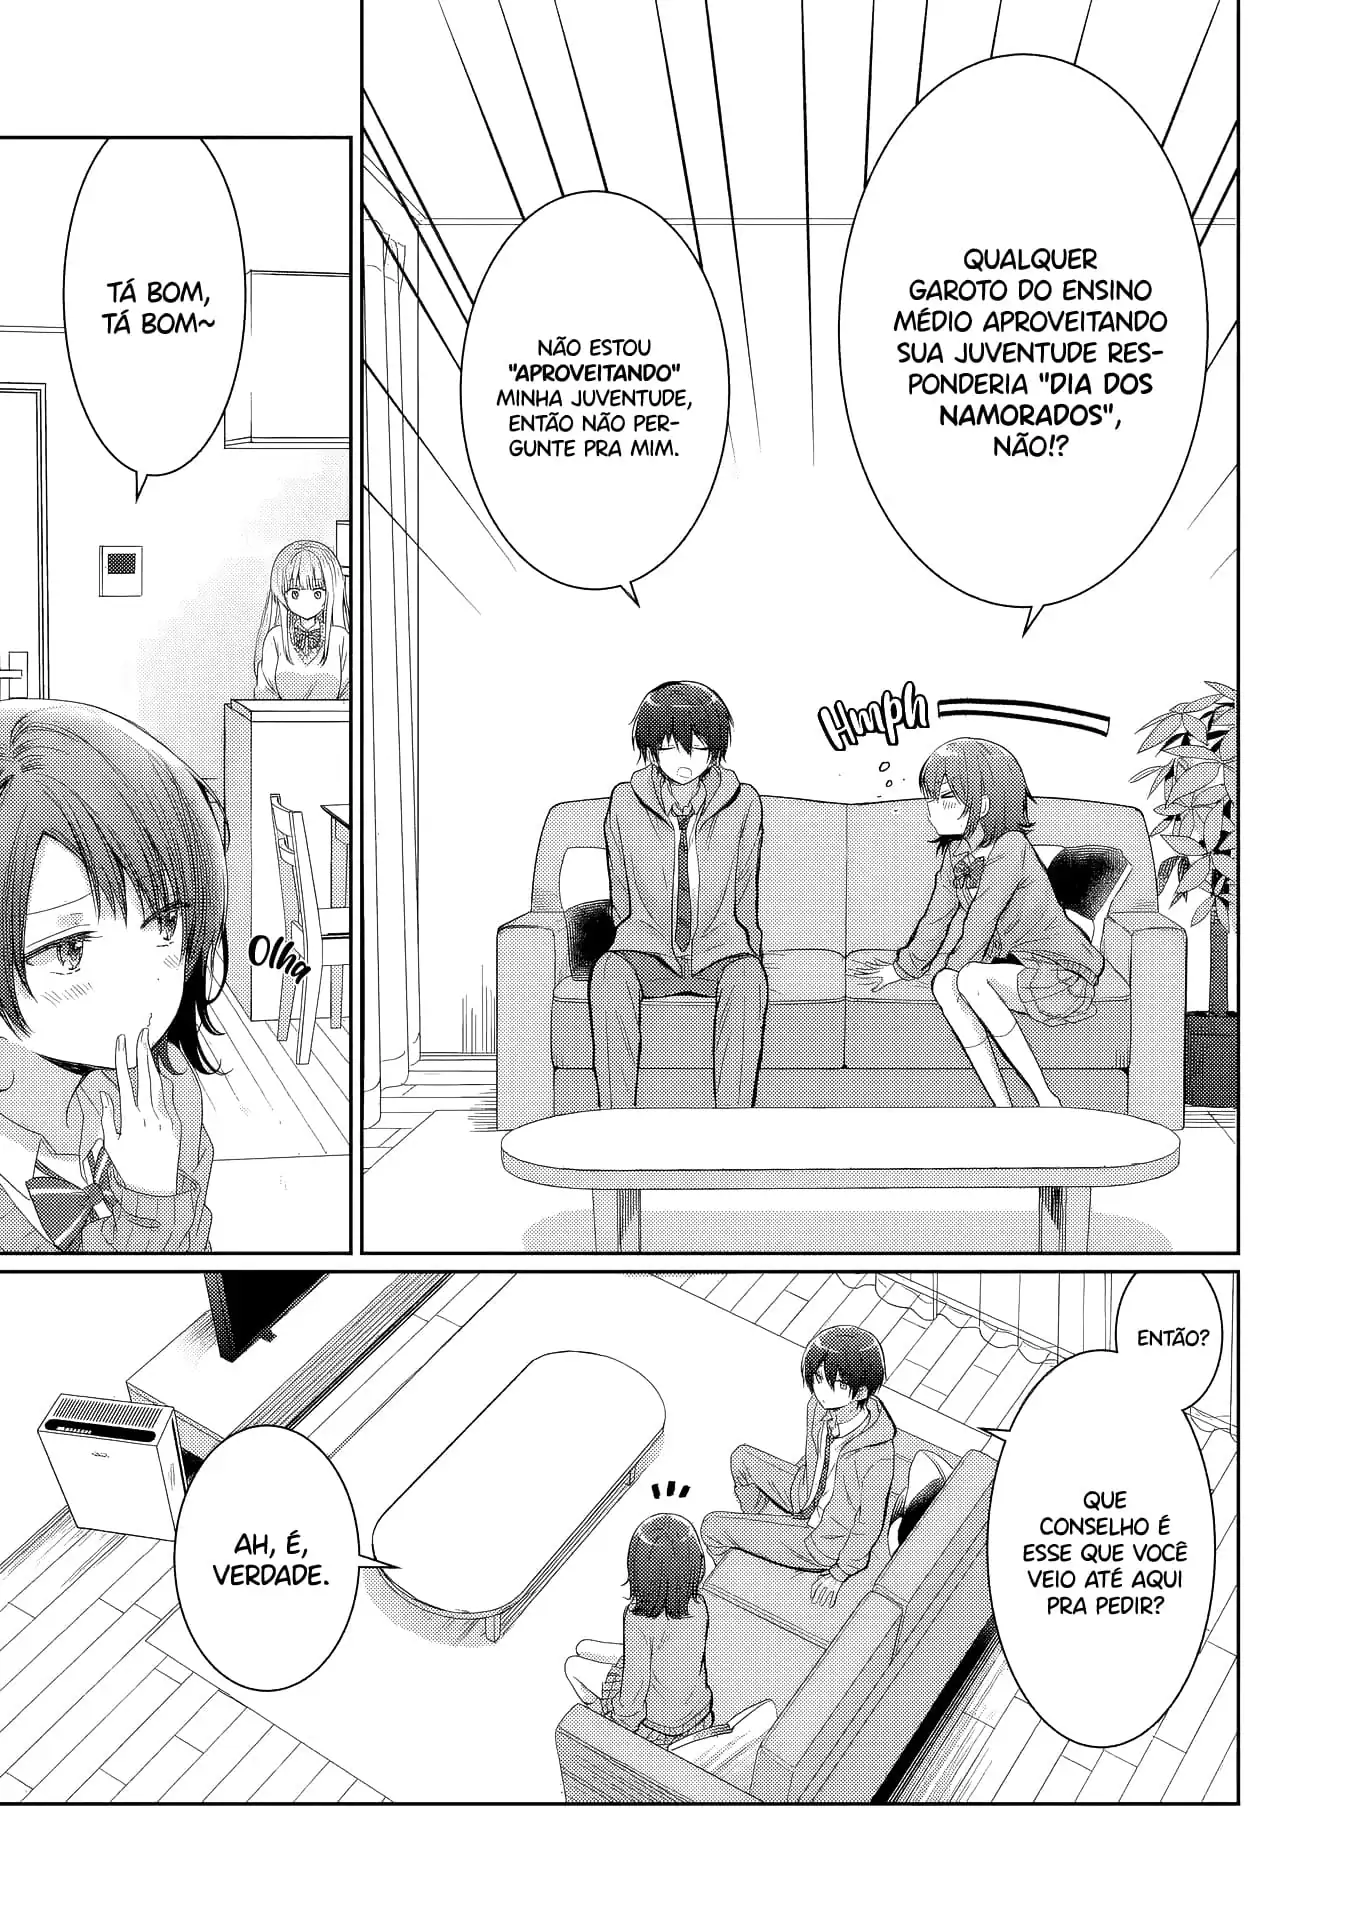 QUALQUER
GAROTO DO ENSINO
MÉDIO APROVEITANDO
SUA JUVENTUDE RES-
PONDERIA "DIA DOS
NAMORADOS",
NÃO!?
NÃO ESTOU
"APROVEITANDO"
MINHA JUVENTUDE,
ENTÃO NÃO PER-
GUNTE PRA MIM.
Hmph
TÁ BOM,
TÁ BOM~
Olha
ENTÃO?
QUE
CONSELHO É
ESSE QUE VOCÊ
VEIO ATÉ AQUI
PRA PEDIR?
AH, É,
VERDADE.